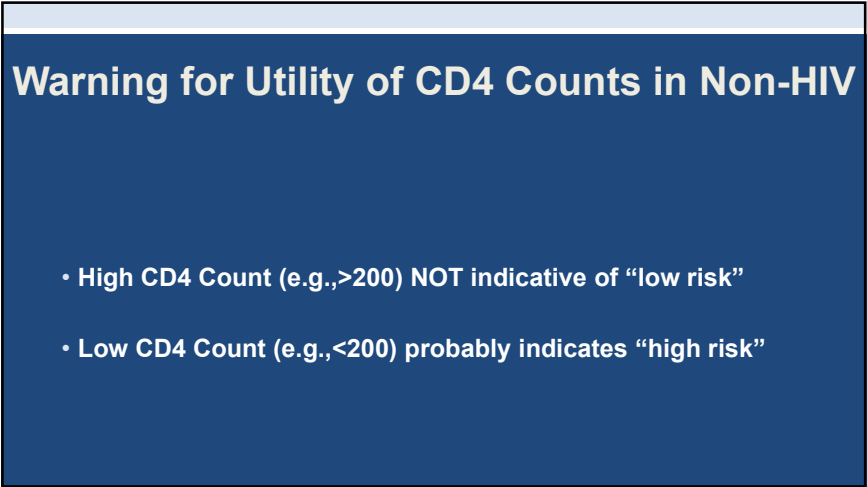 Warning for Utility of CD4 Counts in Non-HIV
• High CD4 Count (e.g.,>200) NOT indicative of “low risk”
• Low CD4 Count (e.g.,<200) probably indicates “high risk”